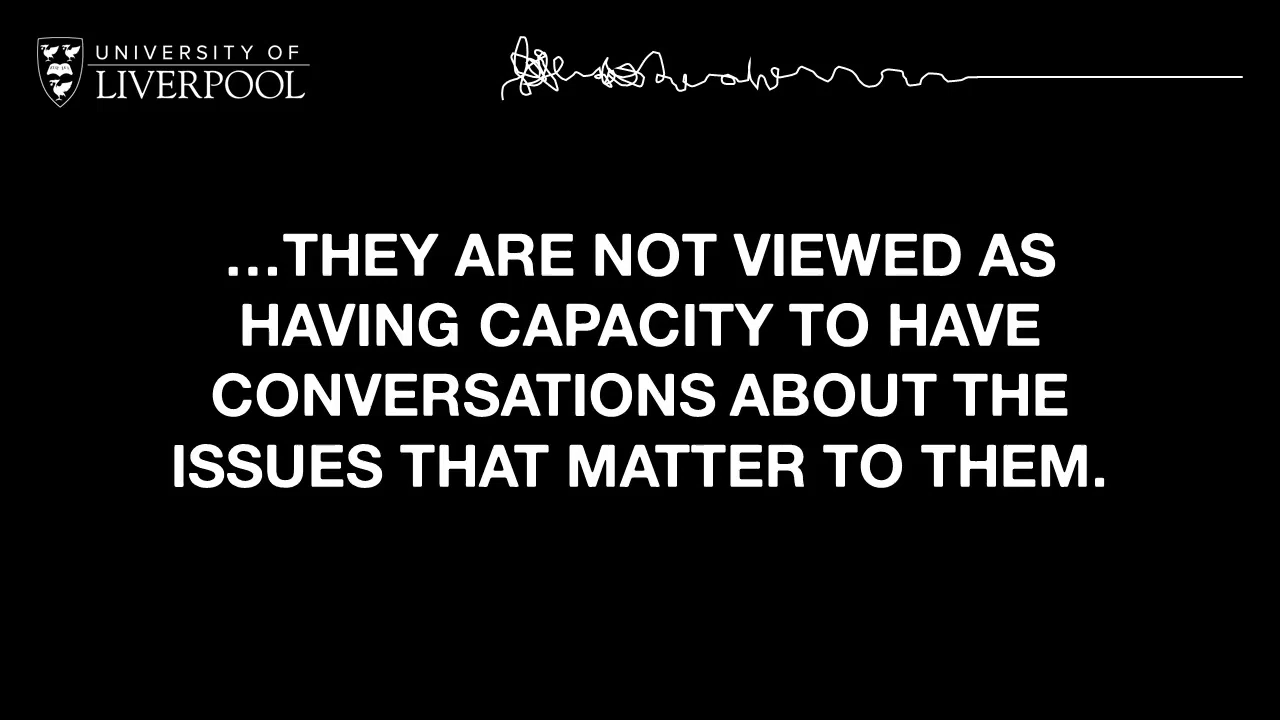 UNIVERSITY OF
LIVERPOOL
...THEY ARE NOT VIEWED AS
HAVING CAPACITY TO HAVE
CONVERSATIONS ABOUT THE
ISSUES THAT MATTER TO THEM.